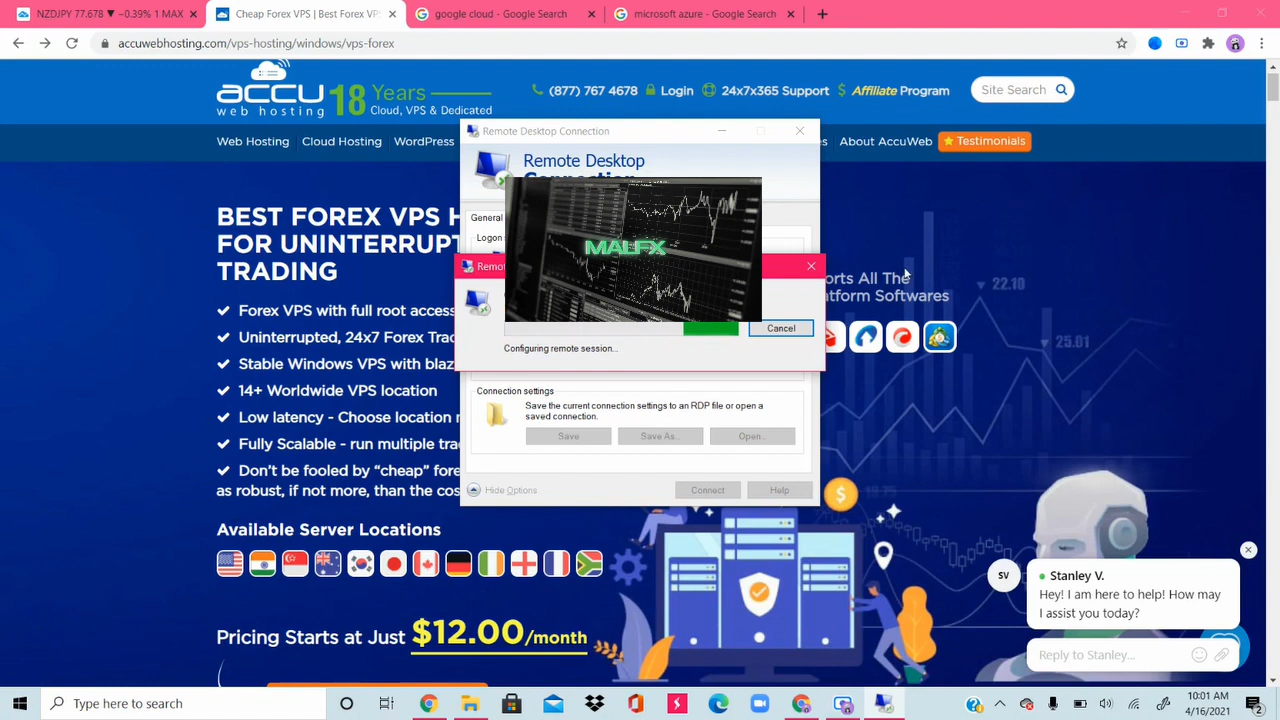 NZDJPY 77.678 ▼ −0.39% 1 MAX
Cheap Forex VPS | Best Forex VPS
google cloud - Google Search
microsoft azure - Google Search
accuwebhosting.com/vps-hosting/windows/vps-forex
accu
web hosting
18 Years
Cloud, VPS & Dedicated
(877) 767 4678
Login
24x7x365 Support
Affiliate Program
Site Search
Web Hosting
Cloud Hosting
WordPress
About AccuWeb
Testimonials
Remote Desktop Connection
Remote Desktop
Connection
General
Logon
MALFX
Remo
Cancel
Configuring remote session...
Connection settings
Save the current connection settings to an RDP file or open a
saved connection.
Save
Save As...
Open...
Hide Options
Connect
Help
BEST FOREX VPS H
FOR UNINTERRUPT
TRADING
Forex VPS with full root access
Uninterrupted, 24x7 Forex Tra
Stable Windows VPS with blaz
14+ Worldwide VPS location
Low latency - Choose location
Fully Scalable - run multiple tra
Don't be fooled by “cheap” fore
as robust, if not more, than the cos
orts All The
atform Softwares
22.10
25.01
Available Server Locations
Pricing Starts at Just $12.00/month
SV
Stanley V.
Hey! I am here to help! How may
I assist you today?
Reply to Stanley...
Type here to search
10:01 AM
4/16/2021
2